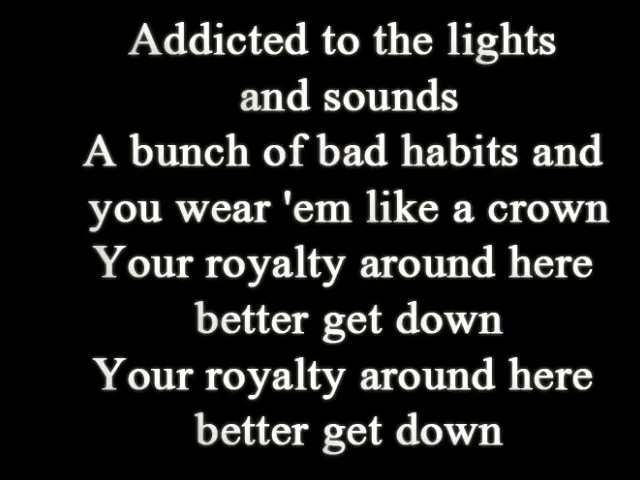 Addicted to the lights
and sounds
A bunch of bad habits and
you wear 'em like a crown
Your royalty around here
better get down
Your royalty around here
better get down